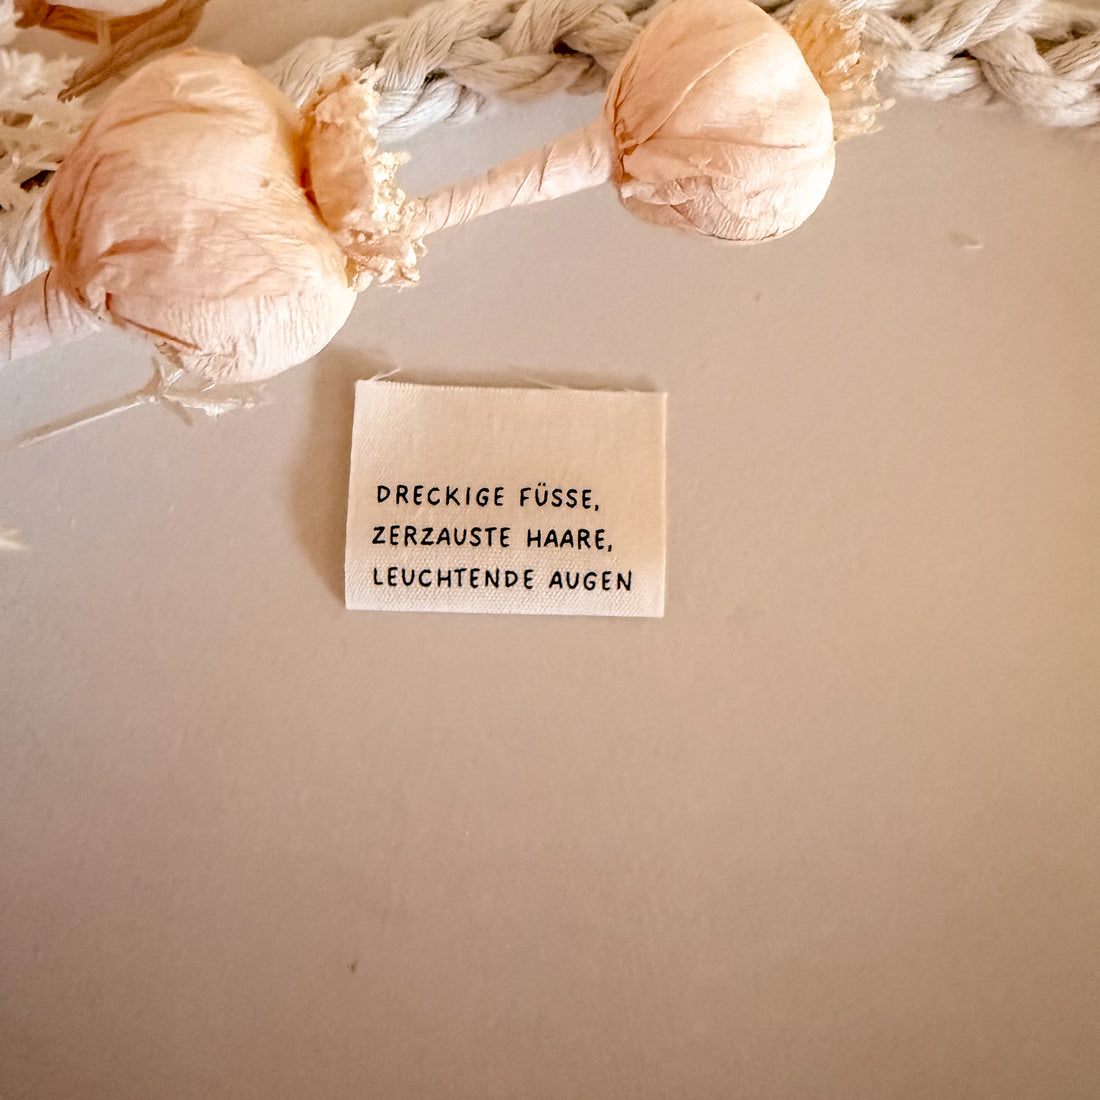 DRECKIGE FÜSSE,
ZERZAUSTE HAARE,
LEUCHTENDE AUGEN